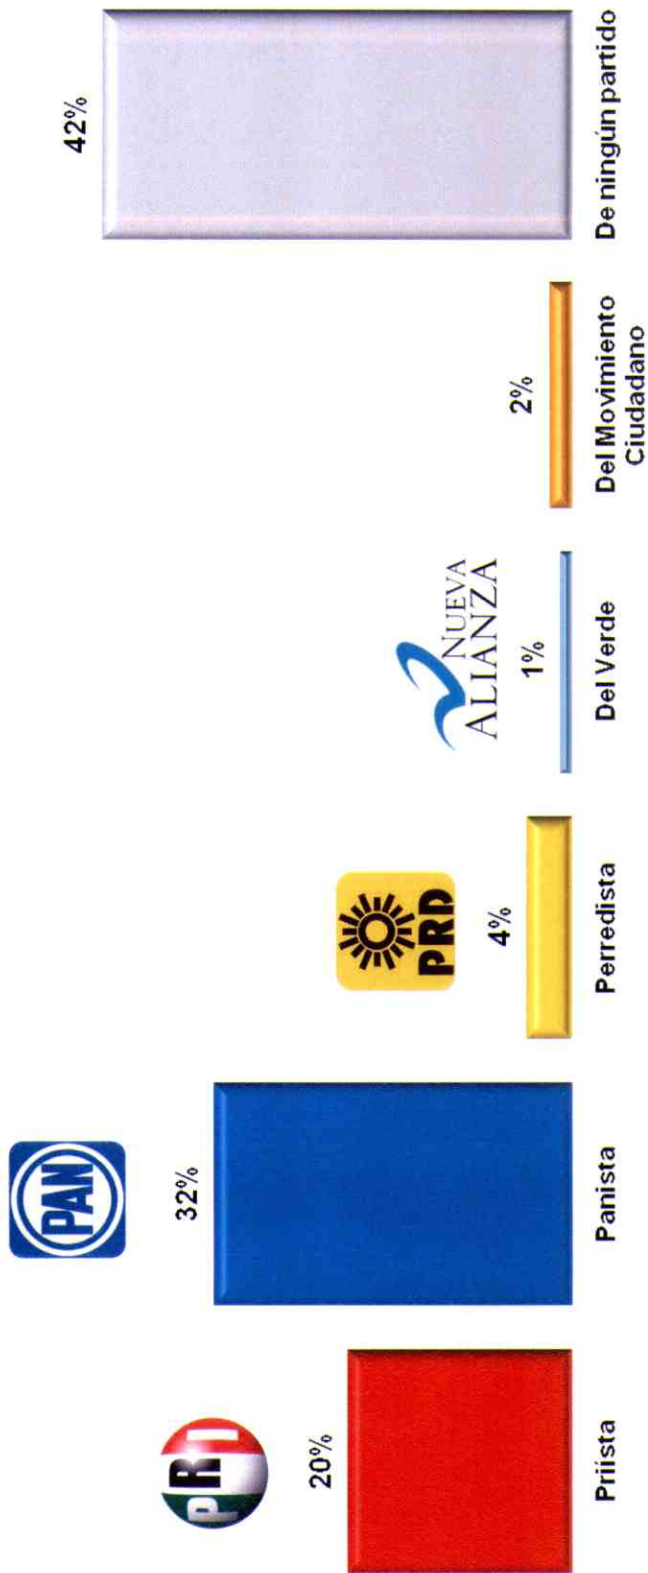 PRI
20%
Priista
PAN
32%
Panista
PRD
4%
Perredista
NUEVA
ALIANZA
1%
Del Verde
2%
Del Movimiento
Ciudadano
42%
De ningún partido